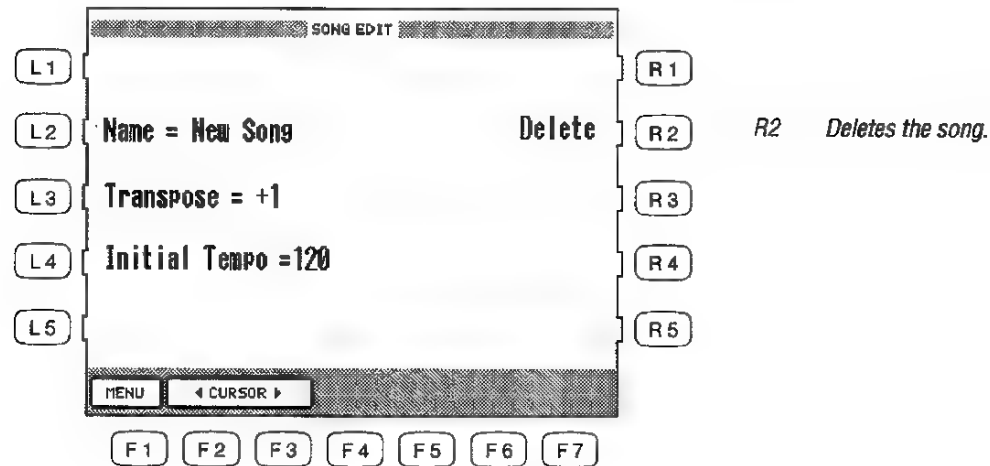 SONG EDIT
L1 R1
L2 Name = New Song Delete R2 R2 Deletes the song.
L3 Transpose = +1 R3
L4 Initial Tempo =120 R4
L5 R5
MENU ◀ CURSOR ▶
F1 F2 F3 F4 F5 F6 F7